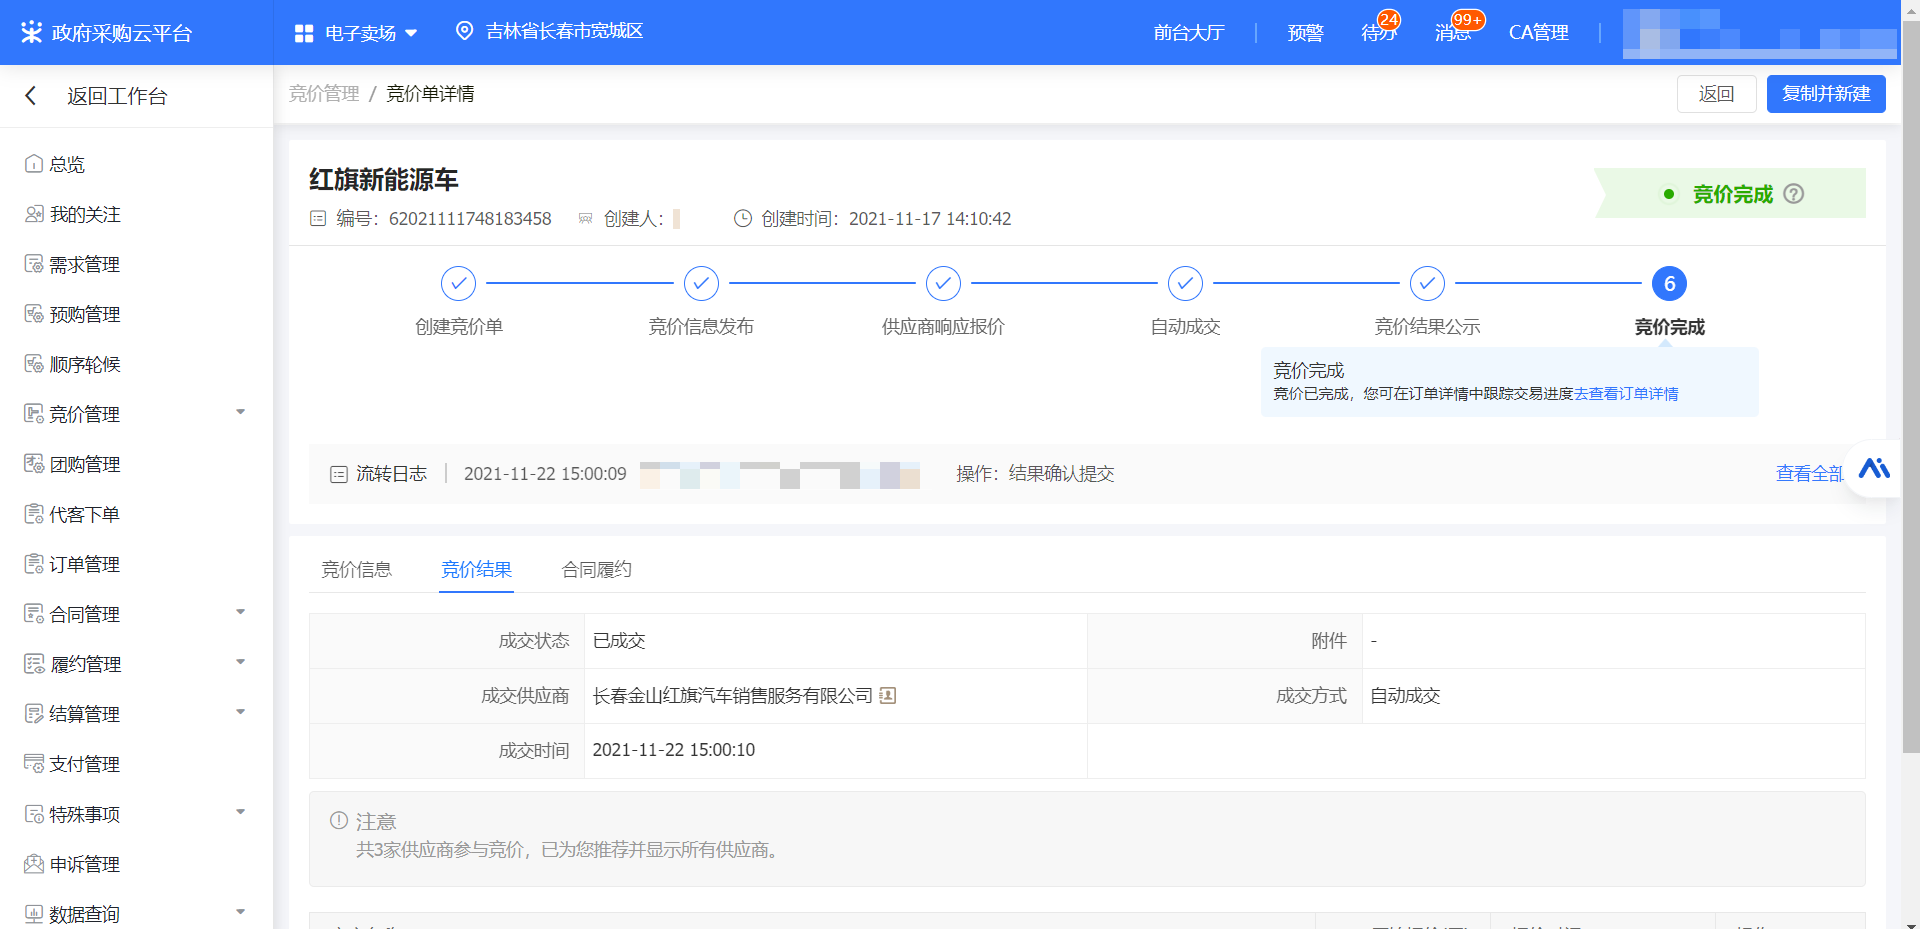 政府采购云平台
电子卖场
吉林省长春市宽城区
前台大厅
预警
待办
24
消息
99+
CA管理
返回工作台
竞价管理 / 竞价单详情
返回
复制并新建
总览
我的关注
需求管理
预购管理
顺序轮候
竞价管理
团购管理
代客下单
订单管理
合同管理
履约管理
结算管理
支付管理
特殊事项
申诉管理
数据查询
红旗新能源车
编号：62021111748183458 创建人： 创建时间：2021-11-17 14:10:42
竞价完成
创建竞价单
竞价信息发布
供应商响应报价
自动成交
竞价结果公示
6
竞价完成
竞价完成
竞价已完成，您可在订单详情中跟踪交易进度去查看订单详情
流转日志 2021-11-22 15:00:09 操作：结果确认提交
查看全部
竞价信息 竞价结果 合同履约
成交状态 已成交 附件 -
成交供应商 长春金山红旗汽车销售服务有限公司 成交方式 自动成交
成交时间 2021-11-22 15:00:10
注意
共3家供应商参与竞价，已为您推荐并显示所有供应商。